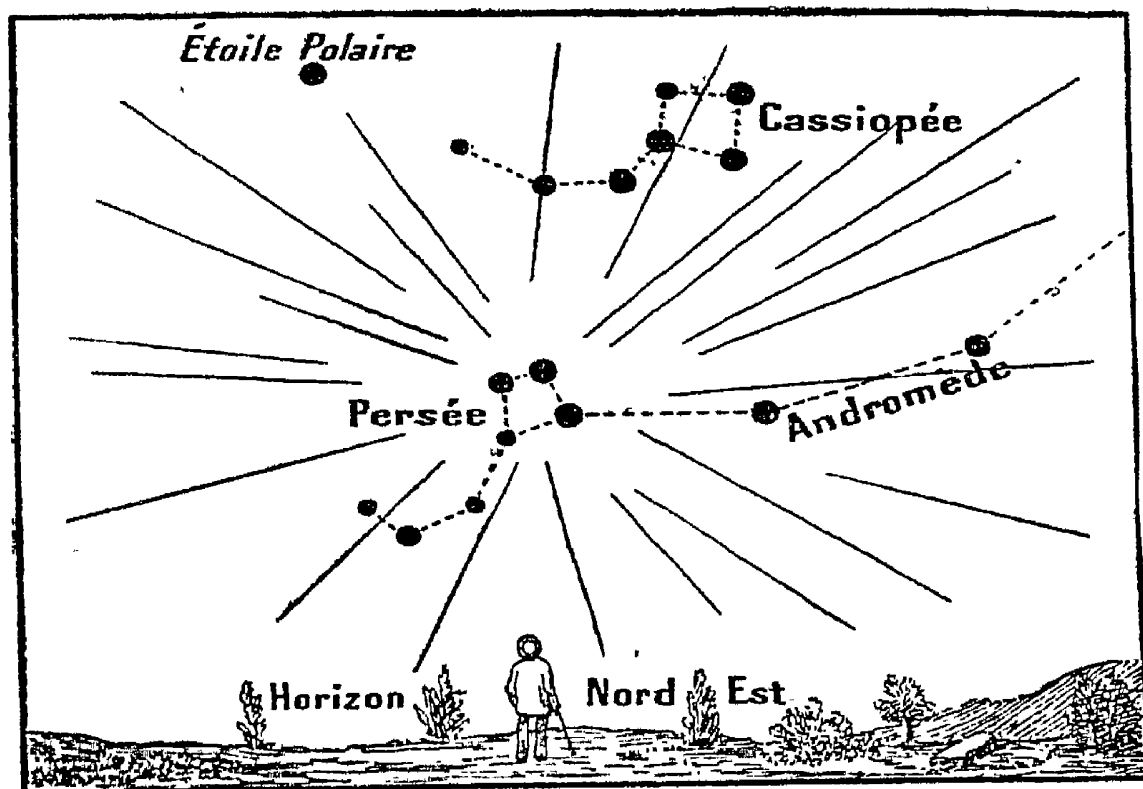 Étoile Polaire
Cassiopée
Persée
Andromède
Horizon Nord Est